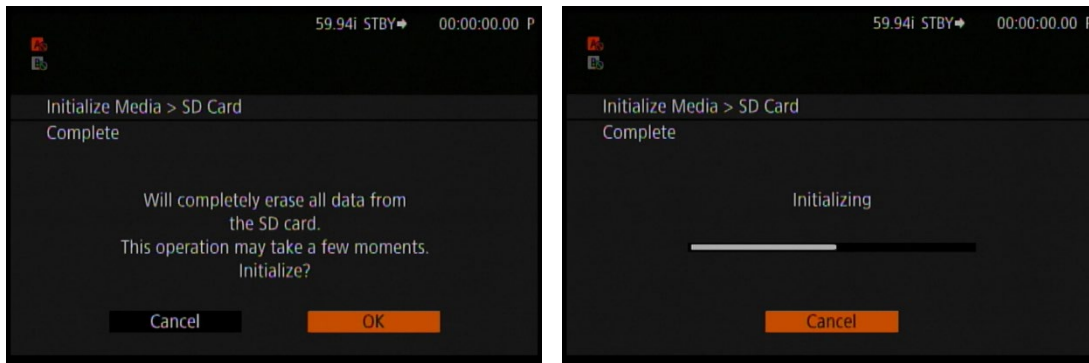 59.94i STBY➡ 00:00:00.00 P
Initialize Media > SD Card
Complete
Will completely erase all data from
the SD card.
This operation may take a few moments.
Initialize?
Cancel OK
59.94i STBY➡ 00:00:00.00
Initialize Media > SD Card
Complete
Initializing
Cancel